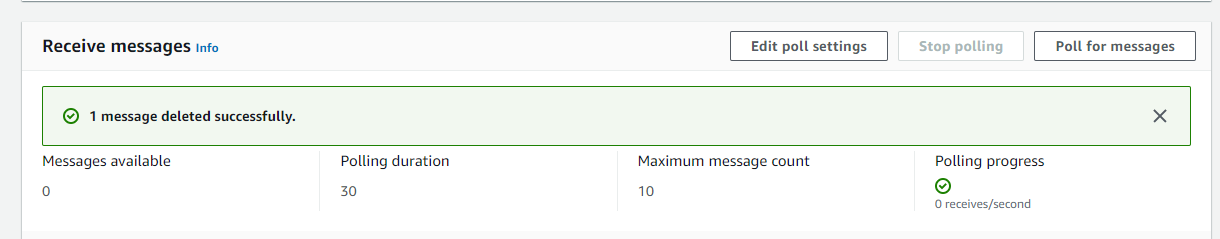 Receive messages Info
Edit poll settings
Stop polling
Poll for messages
1 message deleted successfully.
Messages available
0
Polling duration
30
Maximum message count
10
Polling progress
0 receives/second